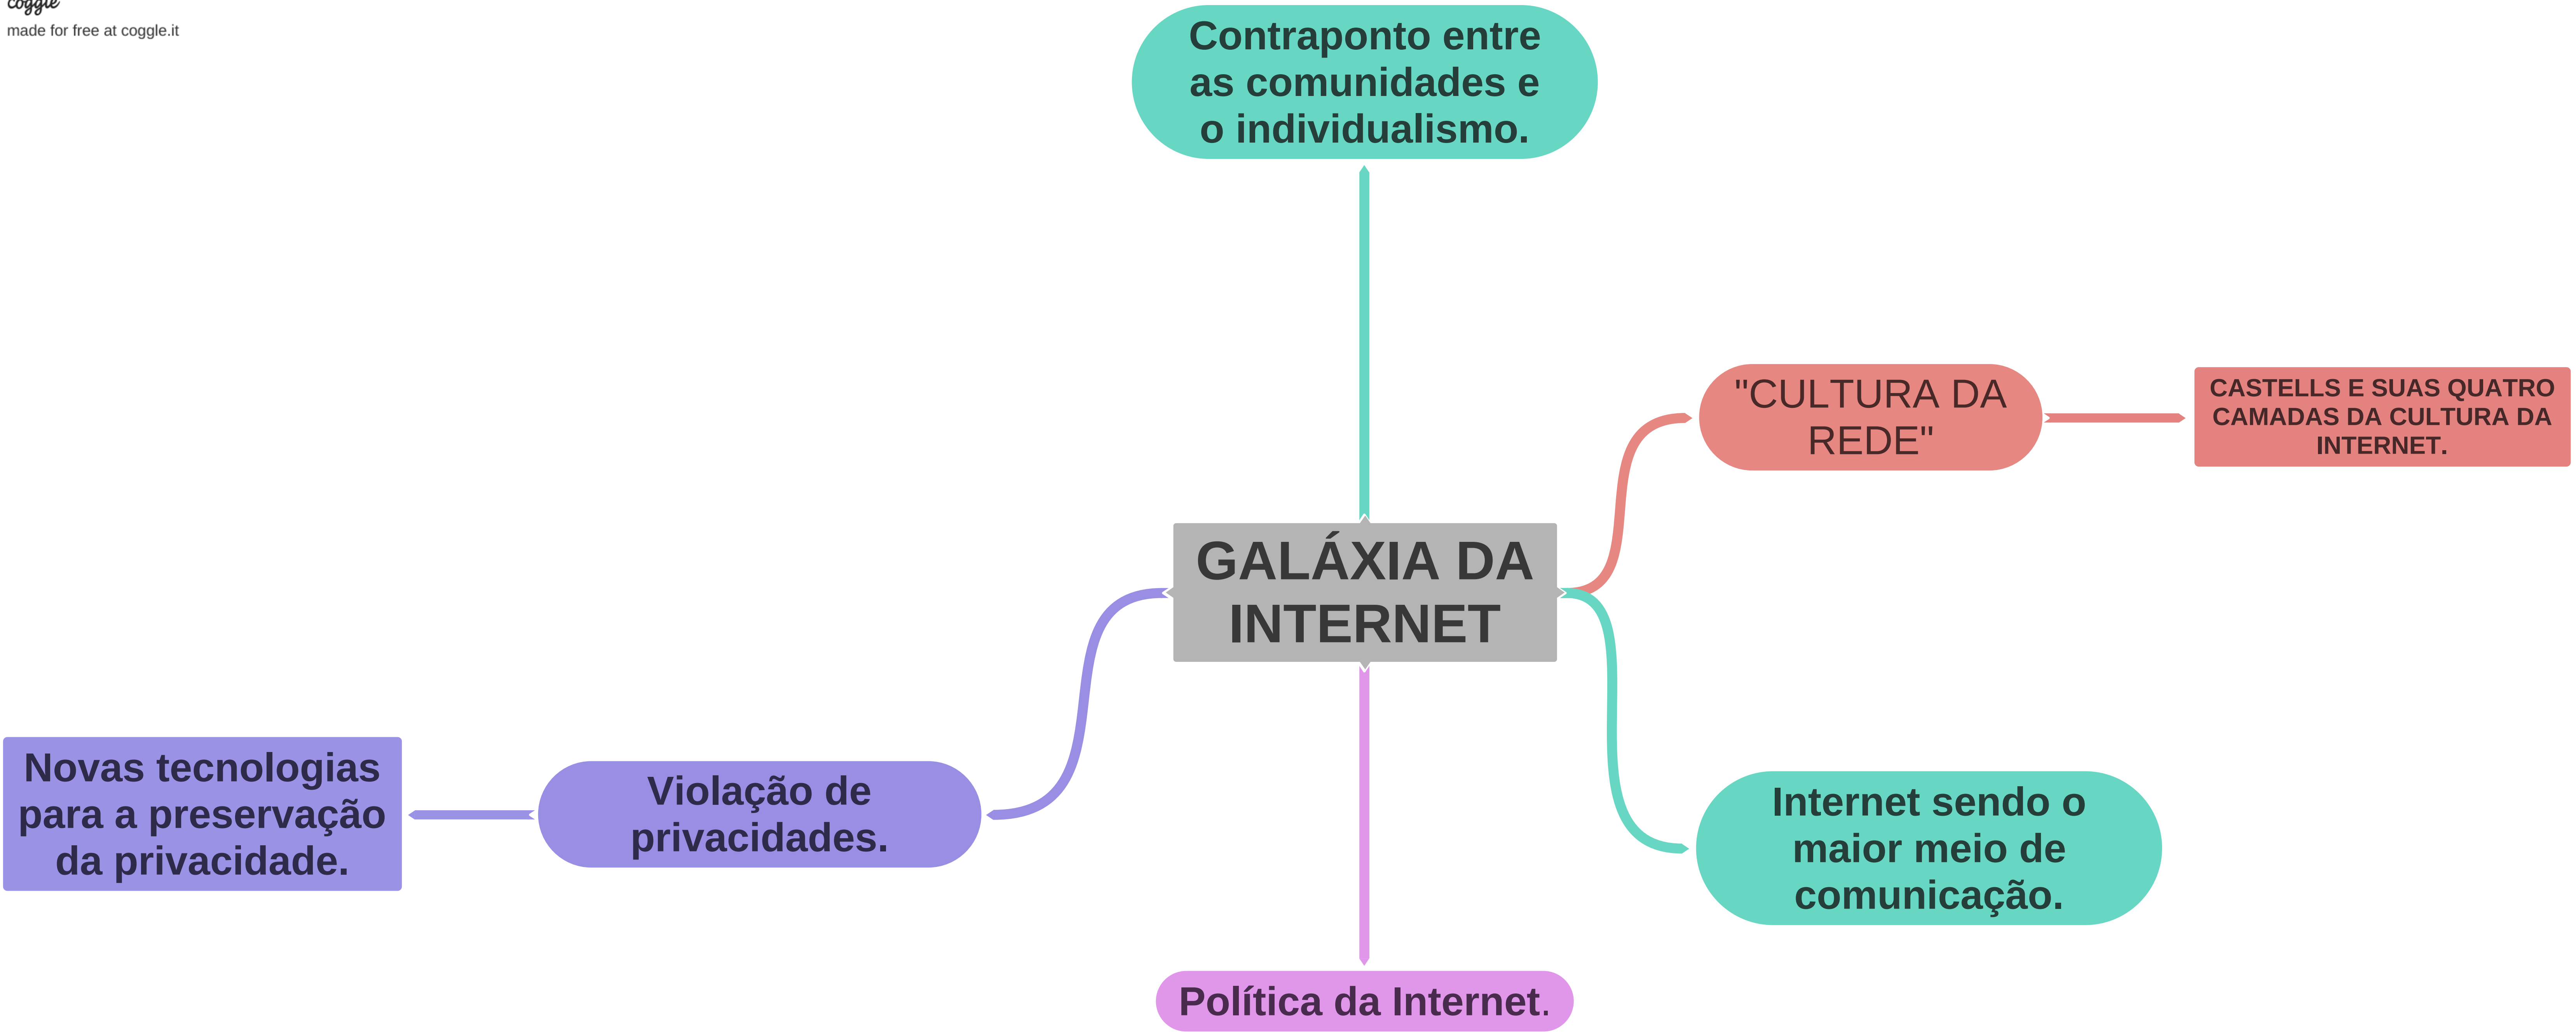 coggle
made for free at coggle.it
Contraponto entre
as comunidades e
o individualismo.
"CULTURA DA
REDE"
CASTELLS E SUAS QUATRO
CAMADAS DA CULTURA DA
INTERNET.
GALÁXIA DA
INTERNET
Novas tecnologias
para a preservação
da privacidade.
Violação de
privacidades.
Internet sendo o
maior meio de
comunicação.
Política da Internet.